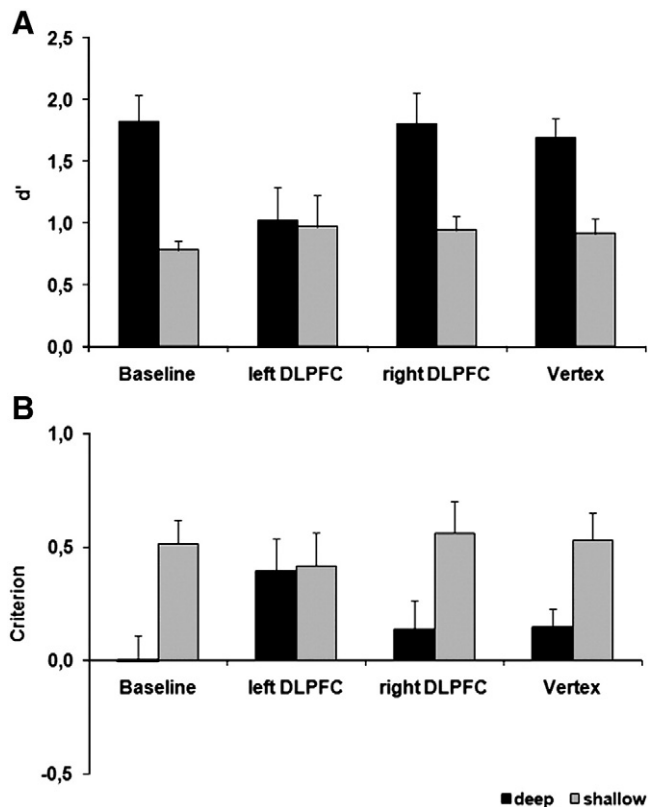 A
2,5
2,0
1,5
1,0
0,5
0,0
d'
Baseline left DLPFC right DLPFC Vertex
B
1,0
0,5
0,0
-0,5
Criterion
Baseline left DLPFC right DLPFC Vertex
deep shallow